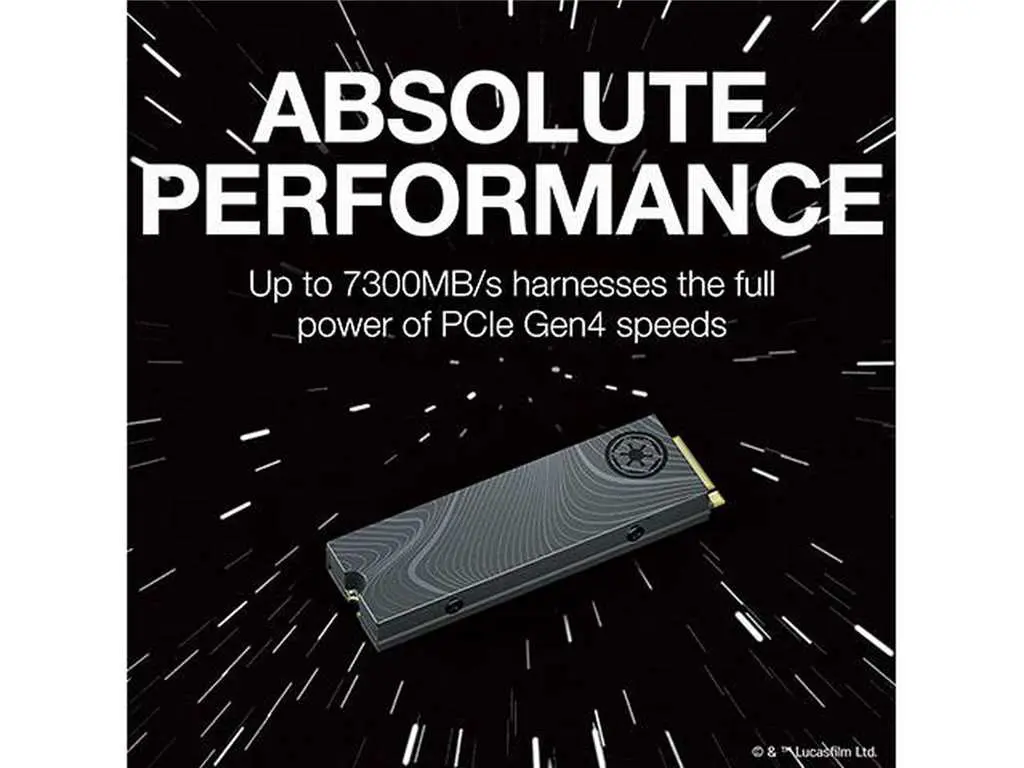 ABSOLUTE
PERFORMANCE
Up to 7300MB/s harnesses the full
power of PCIe Gen4 speeds
© & ™ Lucasfilm Ltd.